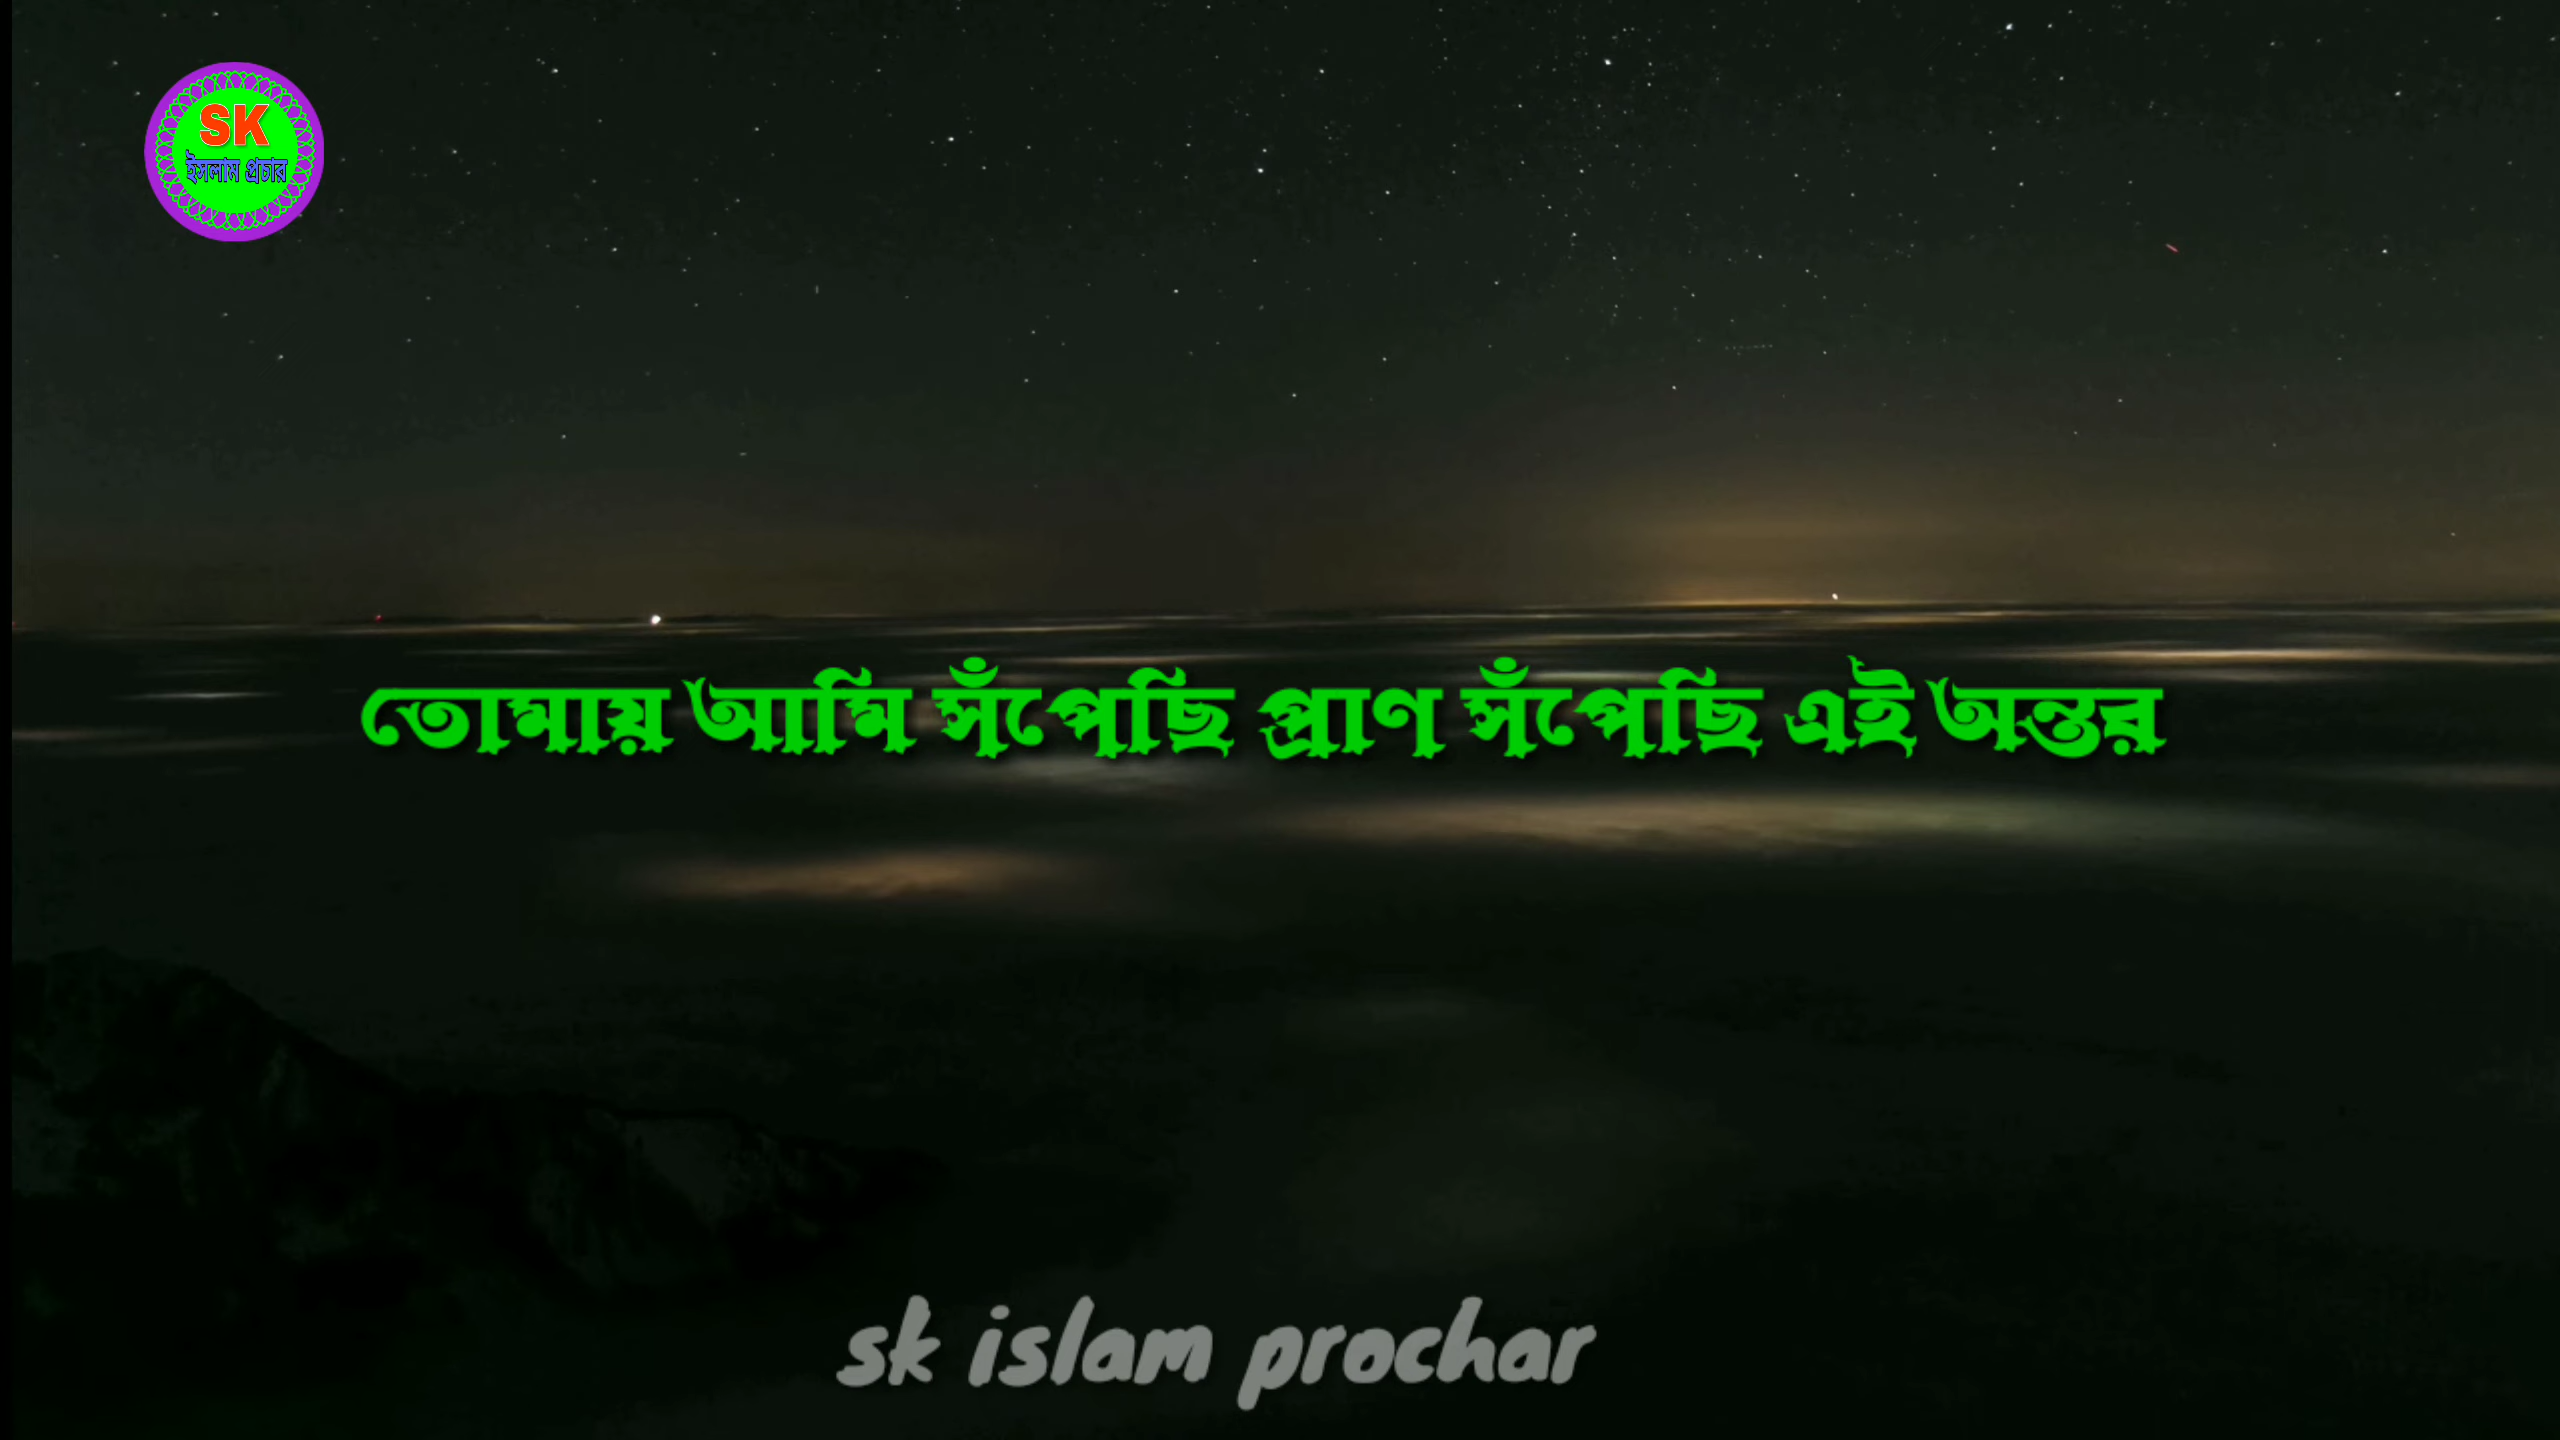 SK
ইসলাম প্রচার
তোমায় আমি সঁপেছি প্রাণ সঁপেছি এই অন্তর
sk islam prochar